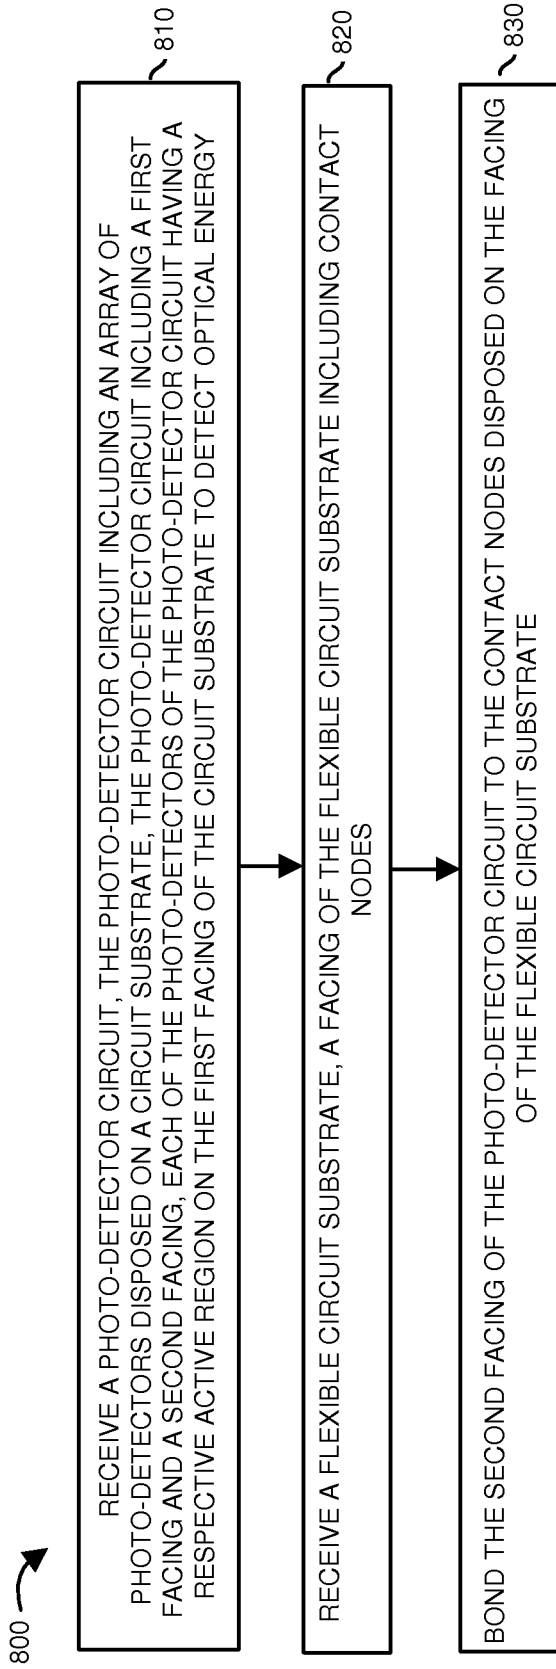 800
RECEIVE A PHOTO-DETECTOR CIRCUIT, THE PHOTO-DETECTOR CIRCUIT INCLUDING AN ARRAY OF
PHOTO-DETECTORS DISPOSED ON A CIRCUIT SUBSTRATE, THE PHOTO-DETECTOR CIRCUIT INCLUDING A FIRST
FACING AND A SECOND FACING, EACH OF THE PHOTO-DETECTORS OF THE PHOTO-DETECTOR CIRCUIT HAVING A
RESPECTIVE ACTIVE REGION ON THE FIRST FACING OF THE CIRCUIT SUBSTRATE TO DETECT OPTICAL ENERGY
810
RECEIVE A FLEXIBLE CIRCUIT SUBSTRATE, A FACING OF THE FLEXIBLE CIRCUIT SUBSTRATE INCLUDING CONTACT
NODES
820
BOND THE SECOND FACING OF THE PHOTO-DETECTOR CIRCUIT TO THE CONTACT NODES DISPOSED ON THE FACING
OF THE FLEXIBLE CIRCUIT SUBSTRATE
830